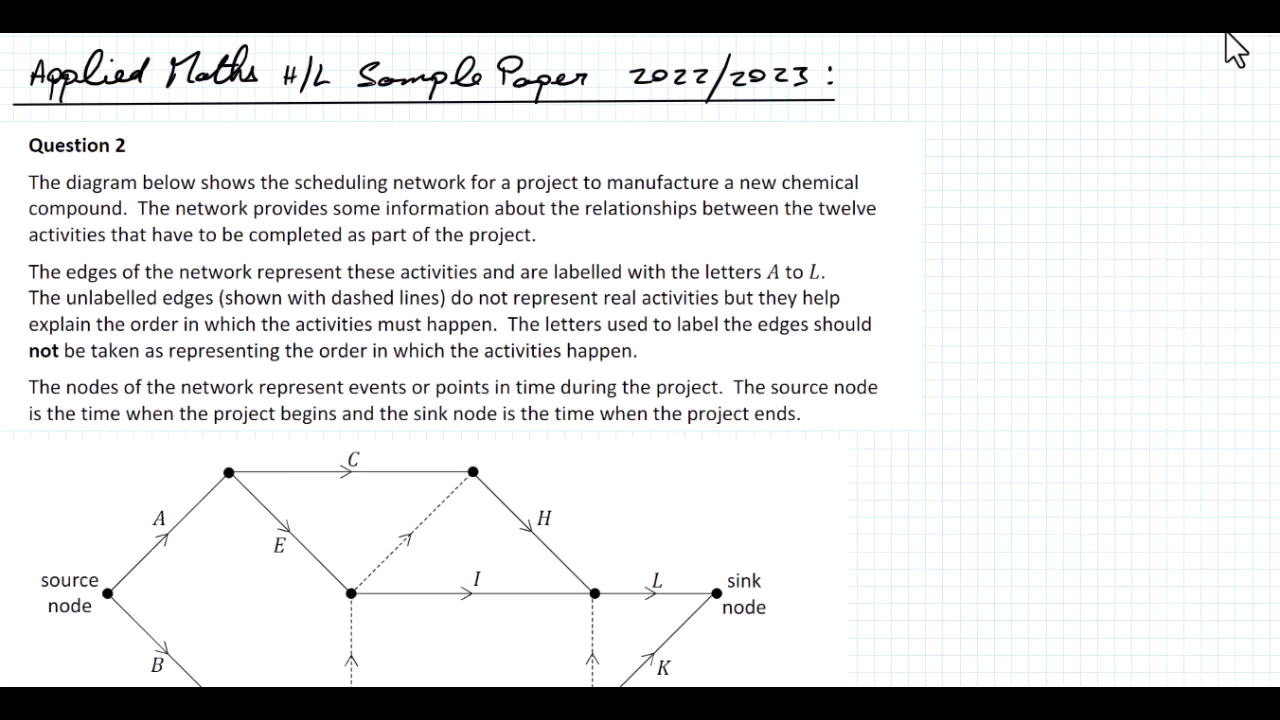 Applied Maths H/L Sample Paper 2022/2023:
Question 2
The diagram below shows the scheduling network for a project to manufacture a new chemical
compound. The network provides some information about the relationships between the twelve
activities that have to be completed as part of the project.
The edges of the network represent these activities and are labelled with the letters A to L.
The unlabelled edges (shown with dashed lines) do not represent real activities but they help
explain the order in which the activities must happen. The letters used to label the edges should
not be taken as representing the order in which the activities happen.
The nodes of the network represent events or points in time during the project. The source node
is the time when the project begins and the sink node is the time when the project ends.
C
A
H
E
source
node
I
L
sink
node
B
K